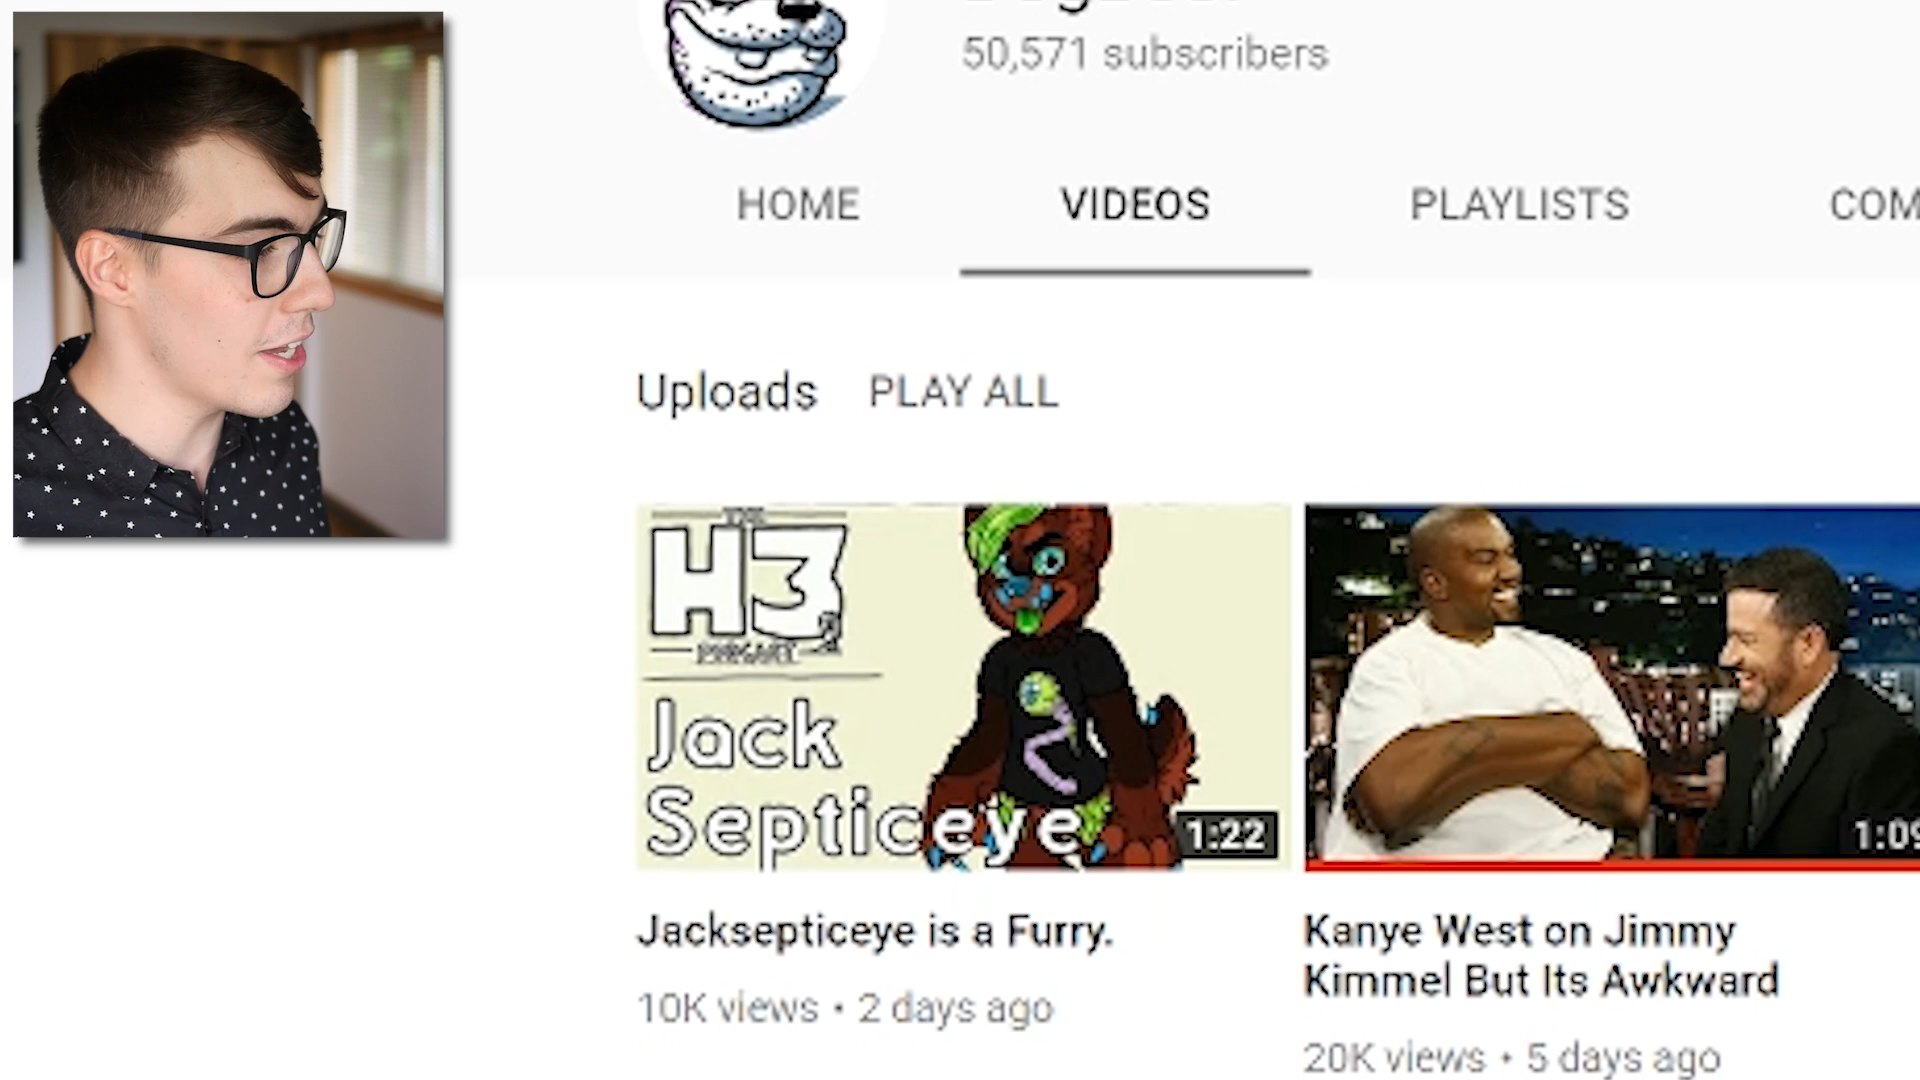 50,571 subscribers
HOME VIDEOS PLAYLISTS COM
Uploads PLAY ALL
H3
Jack
Septiceye
1:22
1:09
Jacksepticeye is a Furry.
10K views • 2 days ago
Kanye West on Jimmy
Kimmel But Its Awkward
20K views • 5 days ago